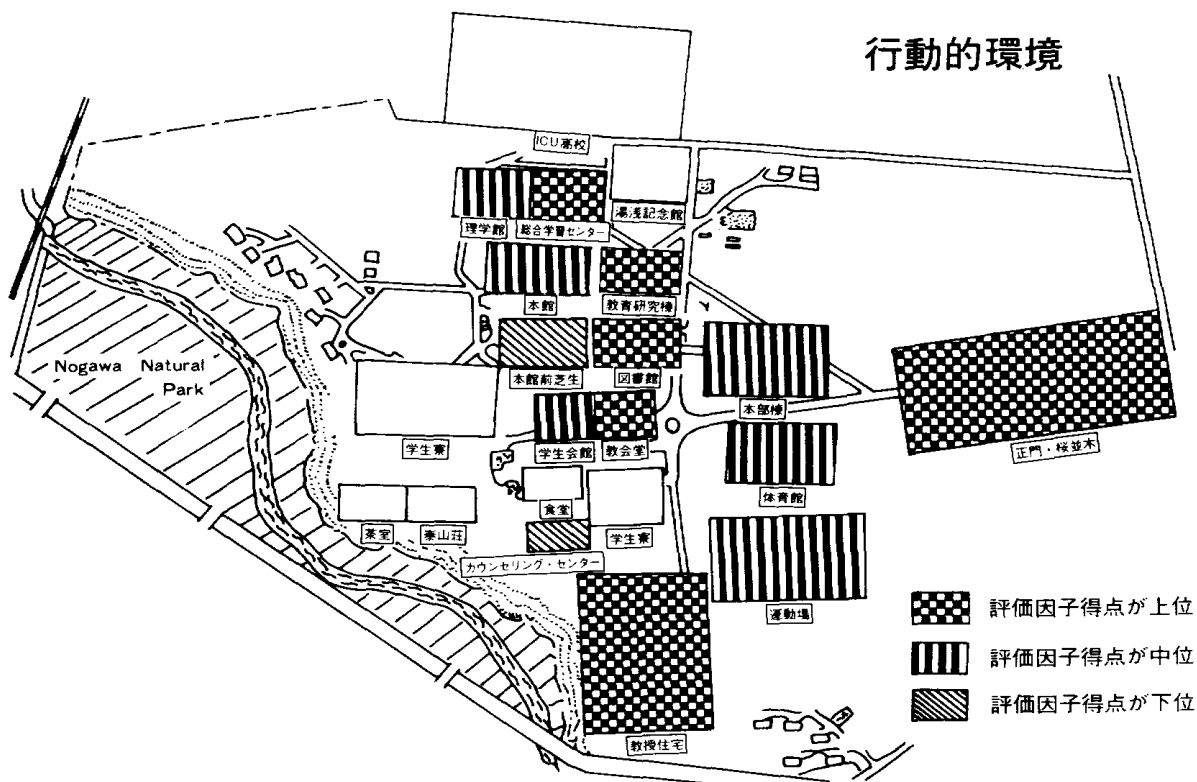 行動的環境
ICU高校
湯浅記念館
理学館
総合学習センター
本館
教育研究棟
本館前芝生
図書館
本部棟
正門・桜並木
Nogawa Natural
Park
学生寮
学生会館
教会堂
体育館
食堂
茶室
泰山荘
学生寮
カウンセリング・センター
運動場
教授住宅
評価因子得点が上位
評価因子得点が中位
評価因子得点が下位